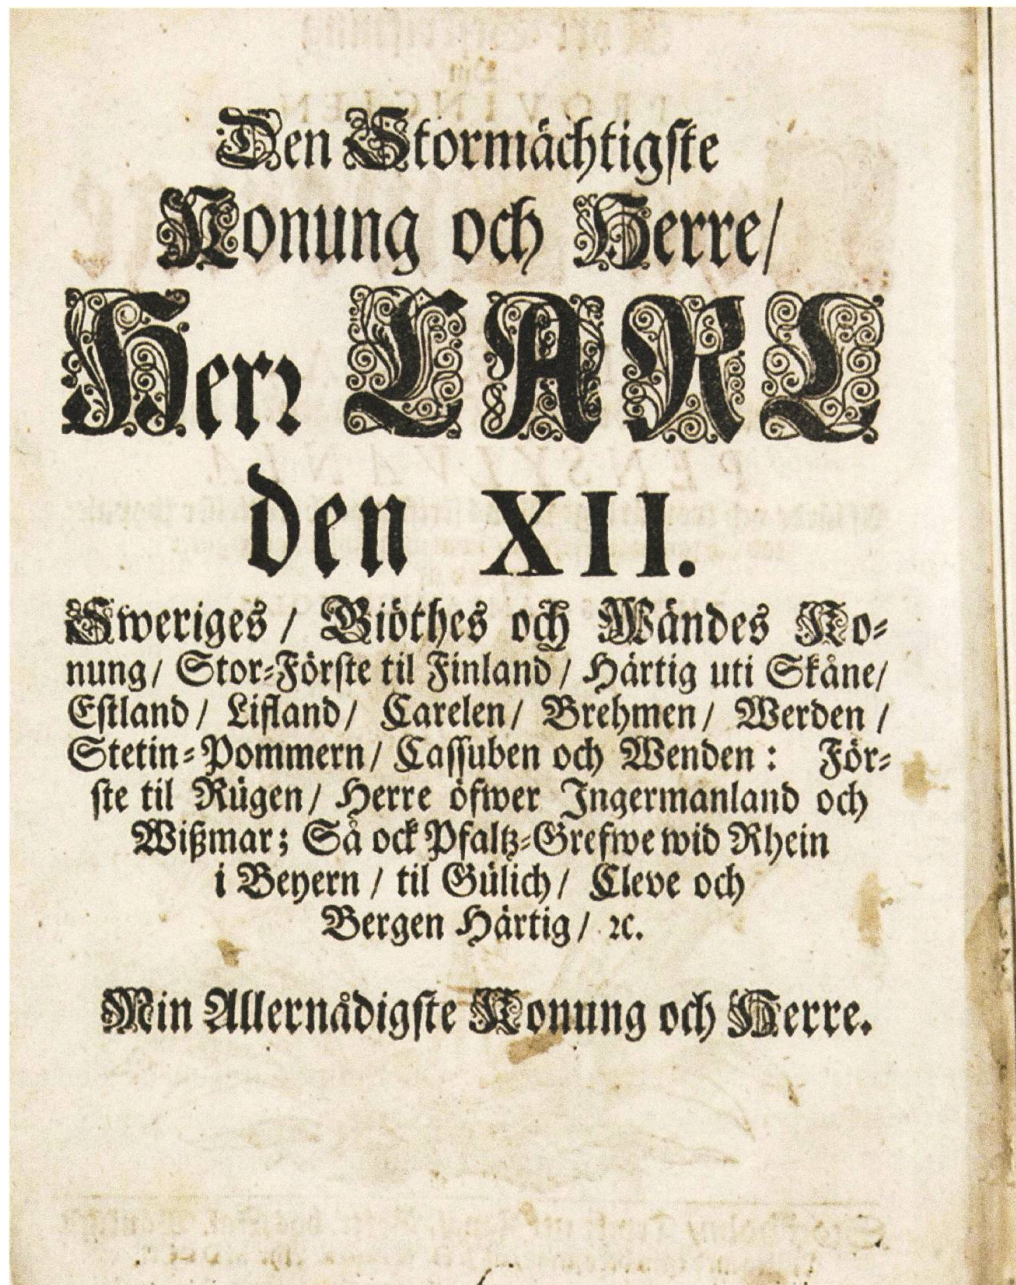 Den Stormächtigste
Konung och Herre/
Herr CARL
den XII.
Sweriges / Giöthes och Wändes Ko-
nung/ Stor-Förste til Finland/ Härtig uti Skåne/
Estland/ Lifland/ Carelen/ Brehmen/ Werden /
Stetin-Pommern/ Cassuben och Wenden: För-
ste til Rügen/ Herre öfwer Ingermanland och
Wißmar; Så ock Pfaltz-Grefwe wid Rhein
i Beyern / til Gülich/ Cleve och
Bergen Härtig/ ꝛc.
Min Allernådigste Konung och Herre.